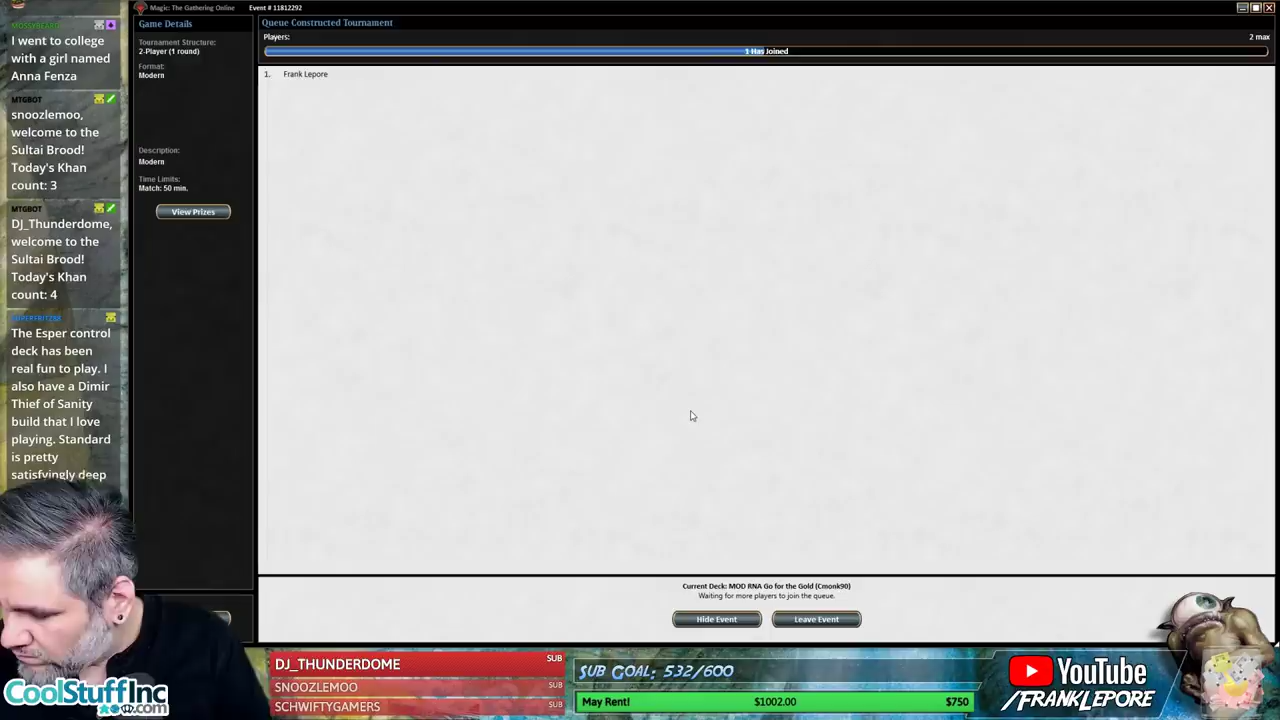 Magic: The Gathering Online Event # 11812292
MOSSYBEARD
I went to college
with a girl named
Anna Fenza
MTGBOT
snoozlemoo,
welcome to the
Sultai Brood!
Today's Khan
count: 3
MTGBOT
DJ_Thunderdome,
welcome to the
Sultai Brood!
Today's Khan
count: 4
The Esper control
deck has been
real fun to play. I
also have a Dimir
Thief of Sanity
build that I love
playing. Standard
is pretty
satisfyingly deep
Game Details
Tournament Structure:
2-Player (1 round)
Format:
Modern
Description:
Modern
Time Limits:
Match: 50 min.
View Prizes
Queue Constructed Tournament
Players: 2 max
1 Has Joined
1. Frank Lepore
Current Deck: MOD RNA Go for the Gold (Cmonk90)
Waiting for more players to join the queue.
Hide Event Leave Event
CoolStuffInc
.com
DJ_THUNDERDOME SUB
SNOOZLEMOO SUB
SCHWIFTYGAMERS SUB
SUB GOAL: 532/600
May Rent! $1002.00 $750
YouTube
/FRANKLEPORE